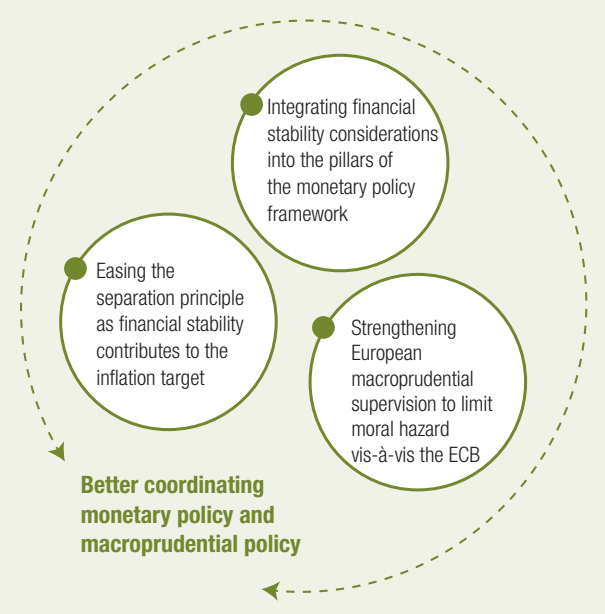 Integrating financial
stability considerations
into the pillars of
the monetary policy
framework
Easing the
separation principle
as financial stability
contributes to the
inflation target
Strengthening
European
macroprudential
supervision to limit
moral hazard
vis-à-vis the ECB
Better coordinating
monetary policy and
macroprudential policy